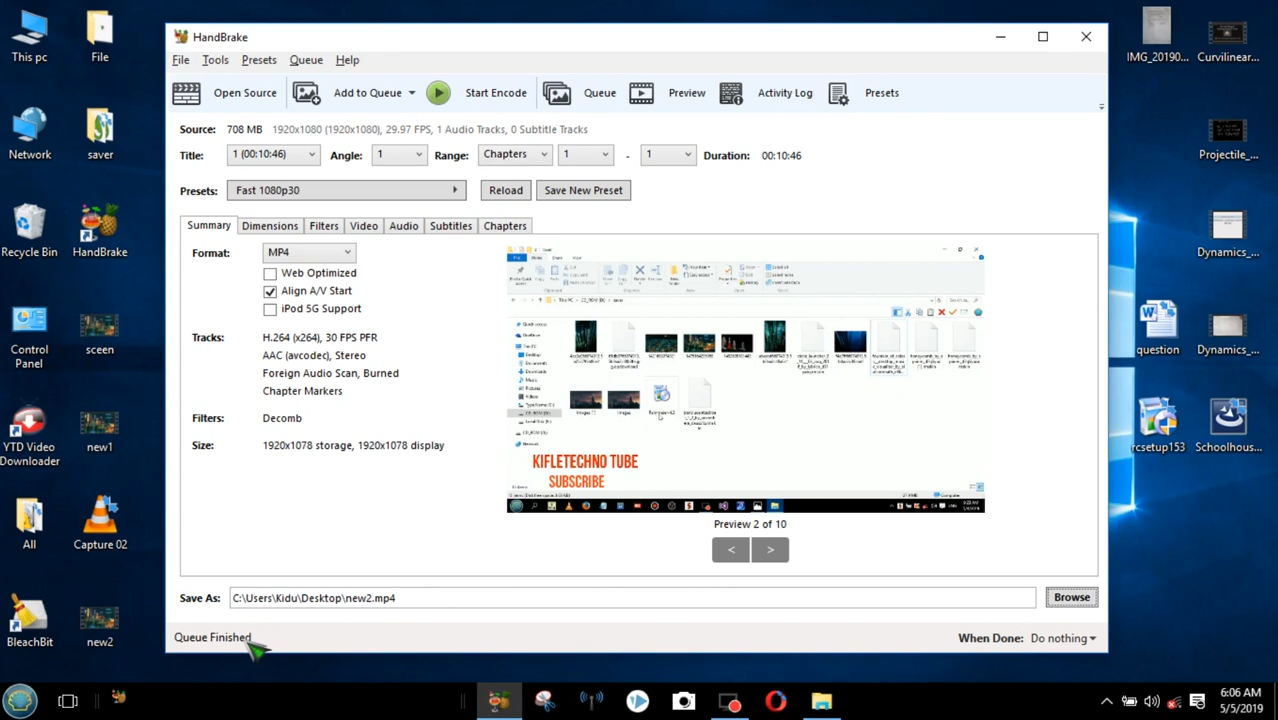 This pc
File
Network
saver
Recycle Bin
HandBrake
Control
Panel
sceen
YTD Video
Downloader
new1
All
Capture 02
BleachBit
new2
HandBrake
File Tools Presets Queue Help
Open Source Add to Queue Start Encode Queue Preview Activity Log Presets
Source: 708 MB 1920x1080 (1920x1080), 29.97 FPS, 1 Audio Tracks, 0 Subtitle Tracks
Title: 1 (00:10:46) Angle: 1 Range: Chapters 1 - 1 Duration: 00:10:46
Presets: Fast 1080p30 Reload Save New Preset
Summary Dimensions Filters Video Audio Subtitles Chapters
Format: MP4
Web Optimized
Align A/V Start
iPod 5G Support
Tracks: H.264 (x264), 30 FPS PFR
AAC (avcodec), Stereo
Foreign Audio Scan, Burned
Chapter Markers
Filters: Decomb
Size: 1920x1078 storage, 1920x1078 display
KIFLETECHNO TUBE
SUBSCRIBE
Preview 2 of 10
< >
Save As: C:\Users\Kidu\Desktop\new2.mp4 Browse
Queue Finished
When Done: Do nothing
IMG_20190...
Curvilinear...
Projectile_...
Dynamics_...
question
Dynamics_...
rcsetup153
Schoolhous...
6:06 AM
5/5/2019